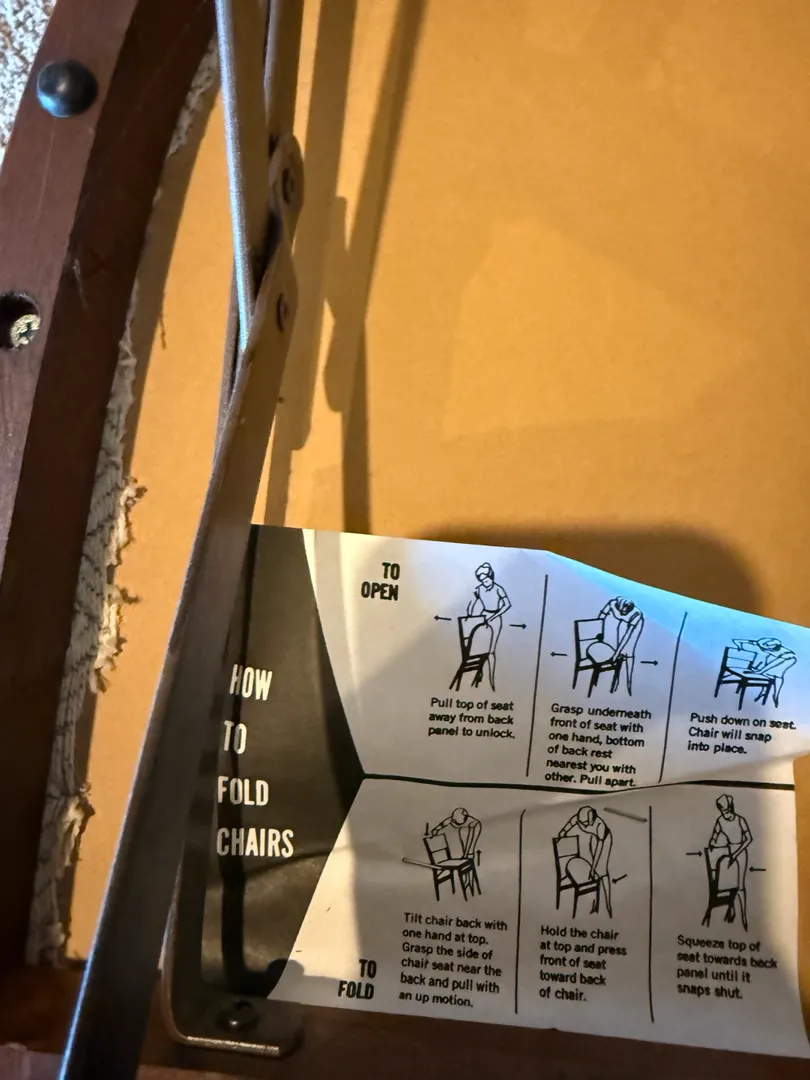 HOW
TO
FOLD
CHAIRS
TO
OPEN
Pull top of seat
away from back
panel to unlock.
Grasp underneath
front of seat with
one hand, bottom
of back rest
nearest you with
other. Pull apart.
Push down on seat.
Chair will snap
into place.
TO
FOLD
Tilt chair back with
one hand at top.
Grasp the side of
chair seat near the
back and pull with
an up motion.
Hold the chair
at top and press
front of seat
toward back
of chair.
Squeeze top of
seat towards back
panel until it
snaps shut.